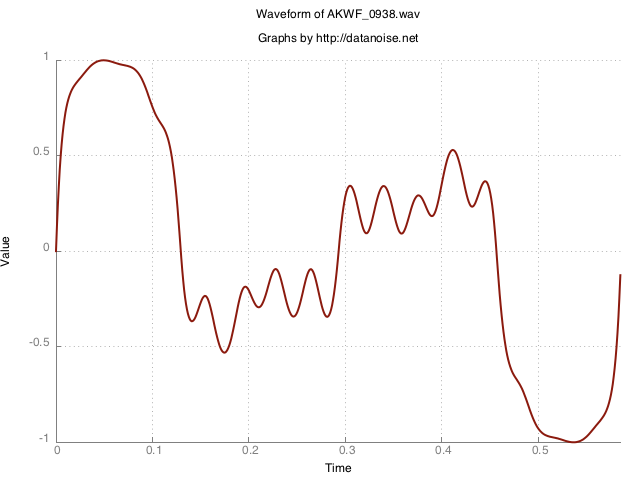 Waveform of AKWF_0938.wav
Graphs by http://datanoise.net
1
0.5
0
-0.5
-1
Value
0 0.1 0.2 0.3 0.4 0.5
Time